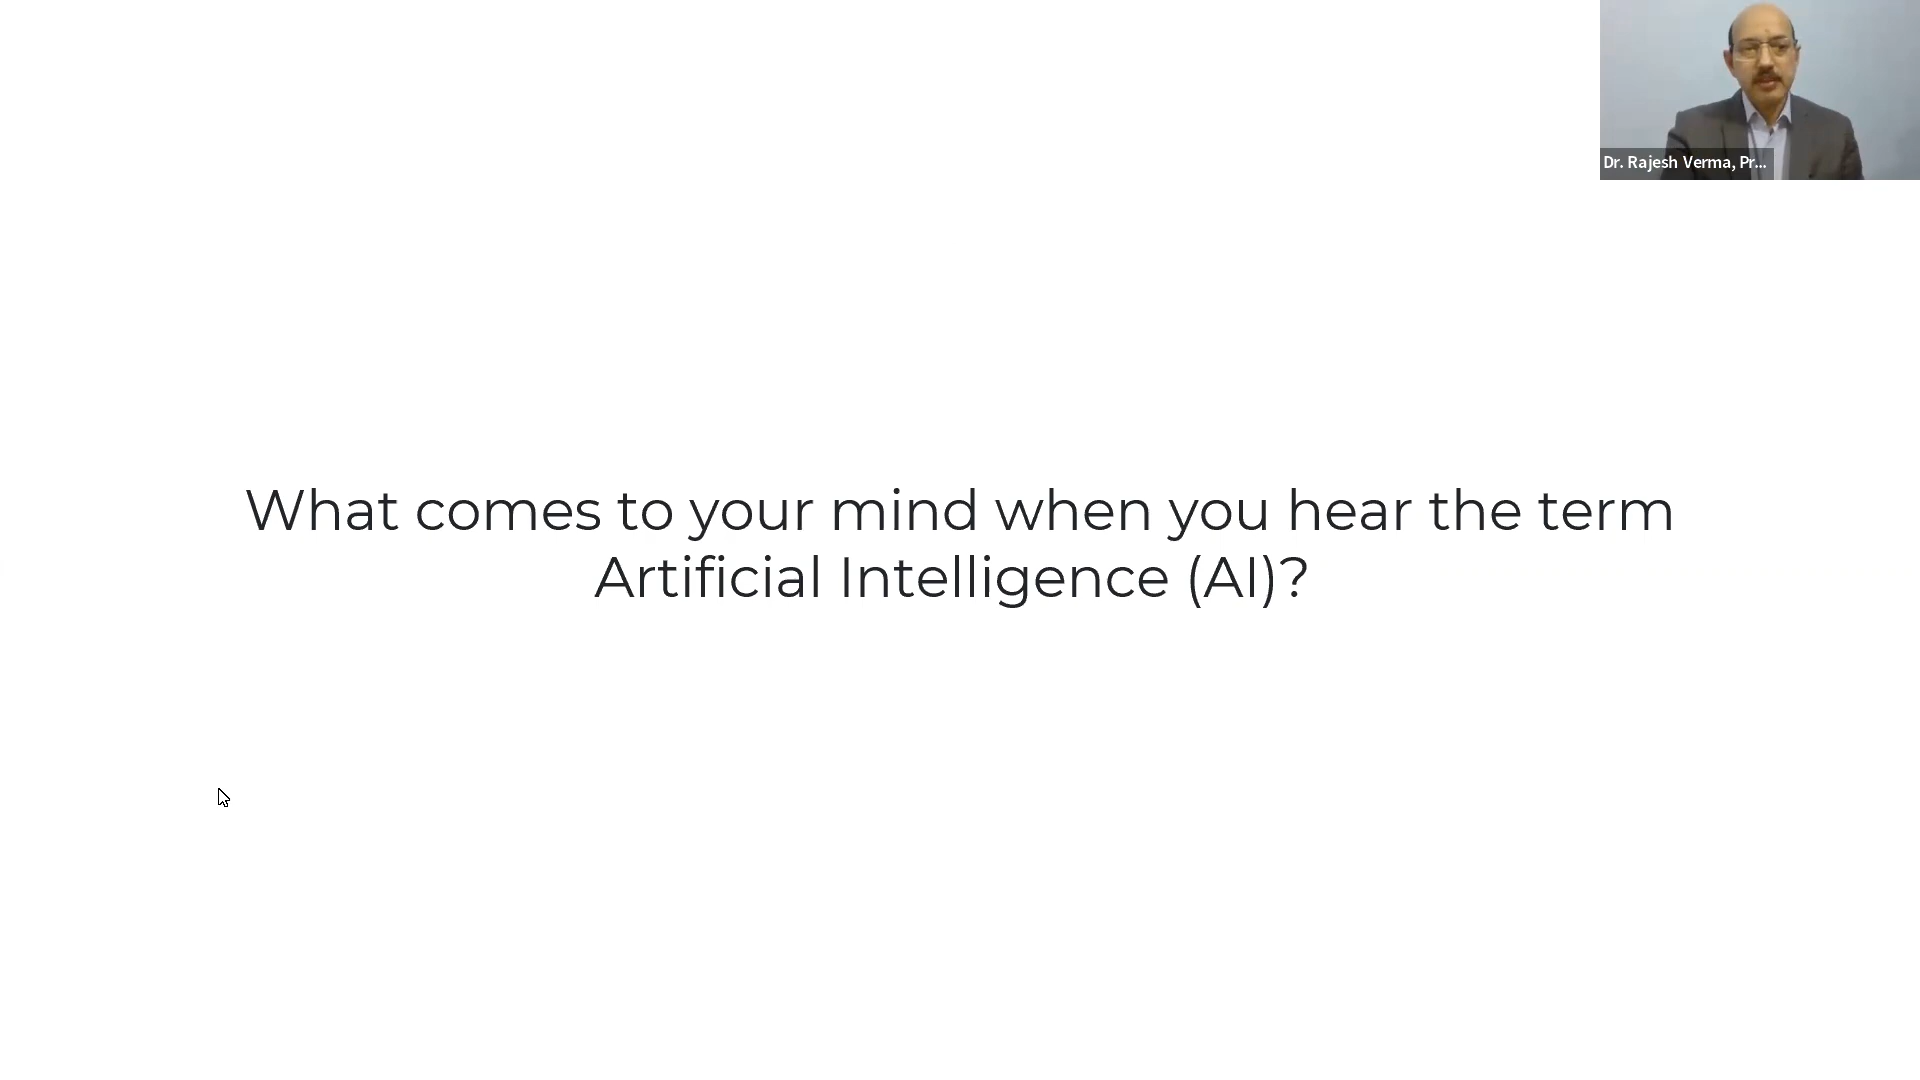 Dr. Rajesh Verma, Pr...
What comes to your mind when you hear the term
Artificial Intelligence (AI)?